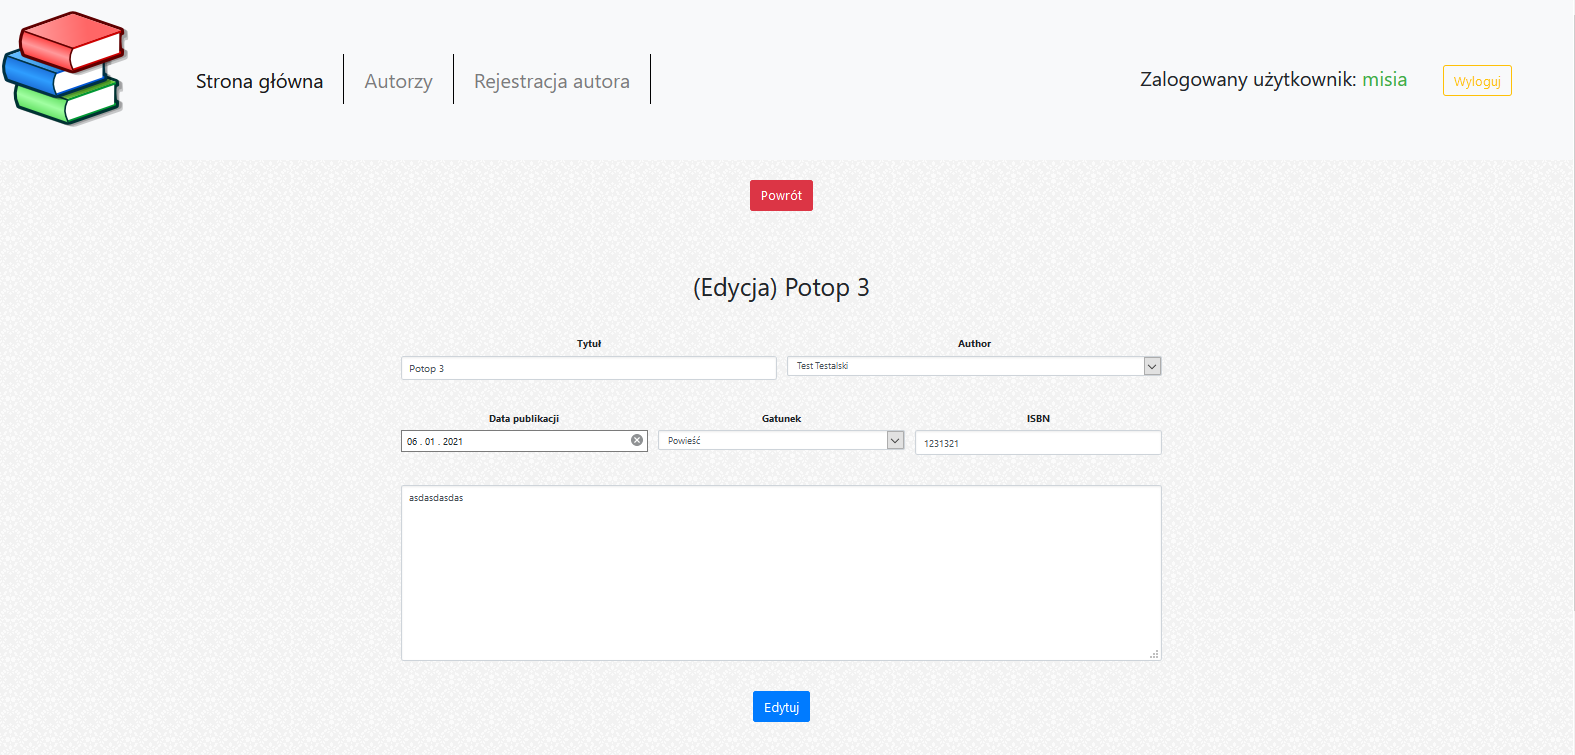 Strona główna
Autorzy
Rejestracja autora
Zalogowany użytkownik: misia
Wyloguj
Powrót
(Edycja) Potop 3
Tytuł
Author
Potop 3
Test Testalski
Data publikacji
Gatunek
ISBN
06 . 01 . 2021
Powieść
1231321
asdasdasdas
Edytuj